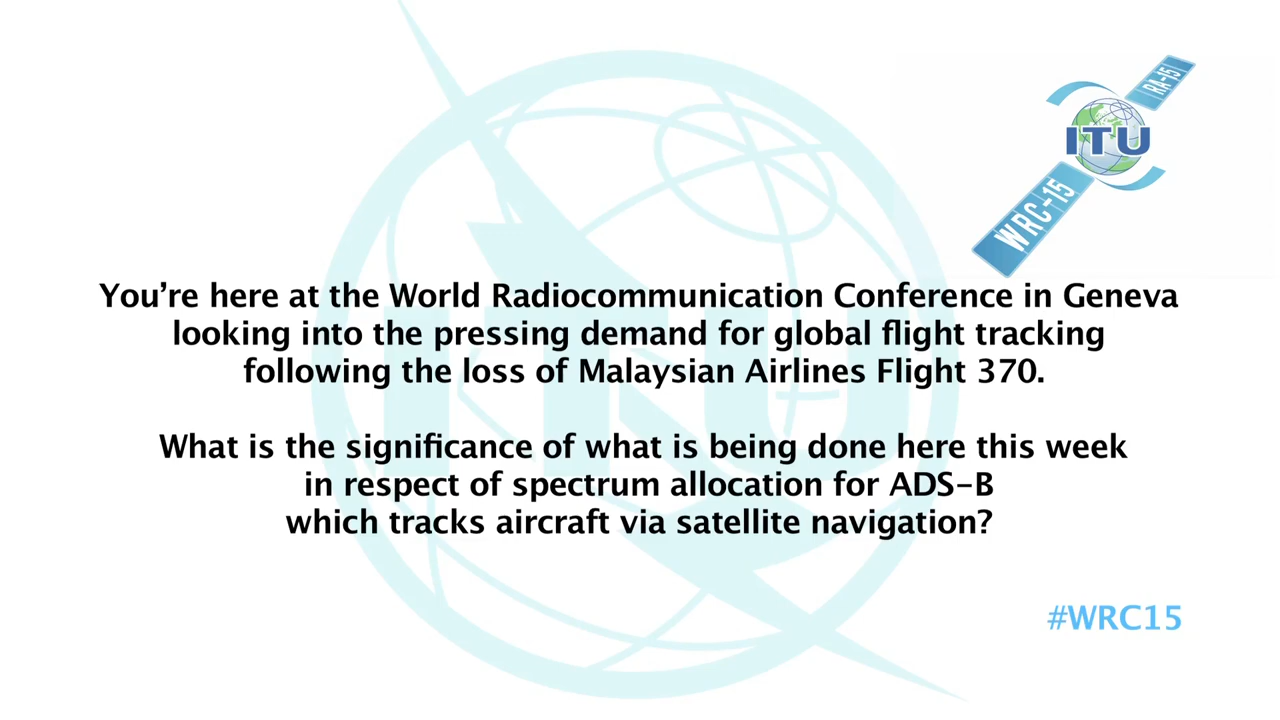 RA-15
ITU
WRC-15
You're here at the World Radiocommunication Conference in Geneva
looking into the pressing demand for global flight tracking
following the loss of Malaysian Airlines Flight 370.
What is the significance of what is being done here this week
in respect of spectrum allocation for ADS-B
which tracks aircraft via satellite navigation?
#WRC15
ITU